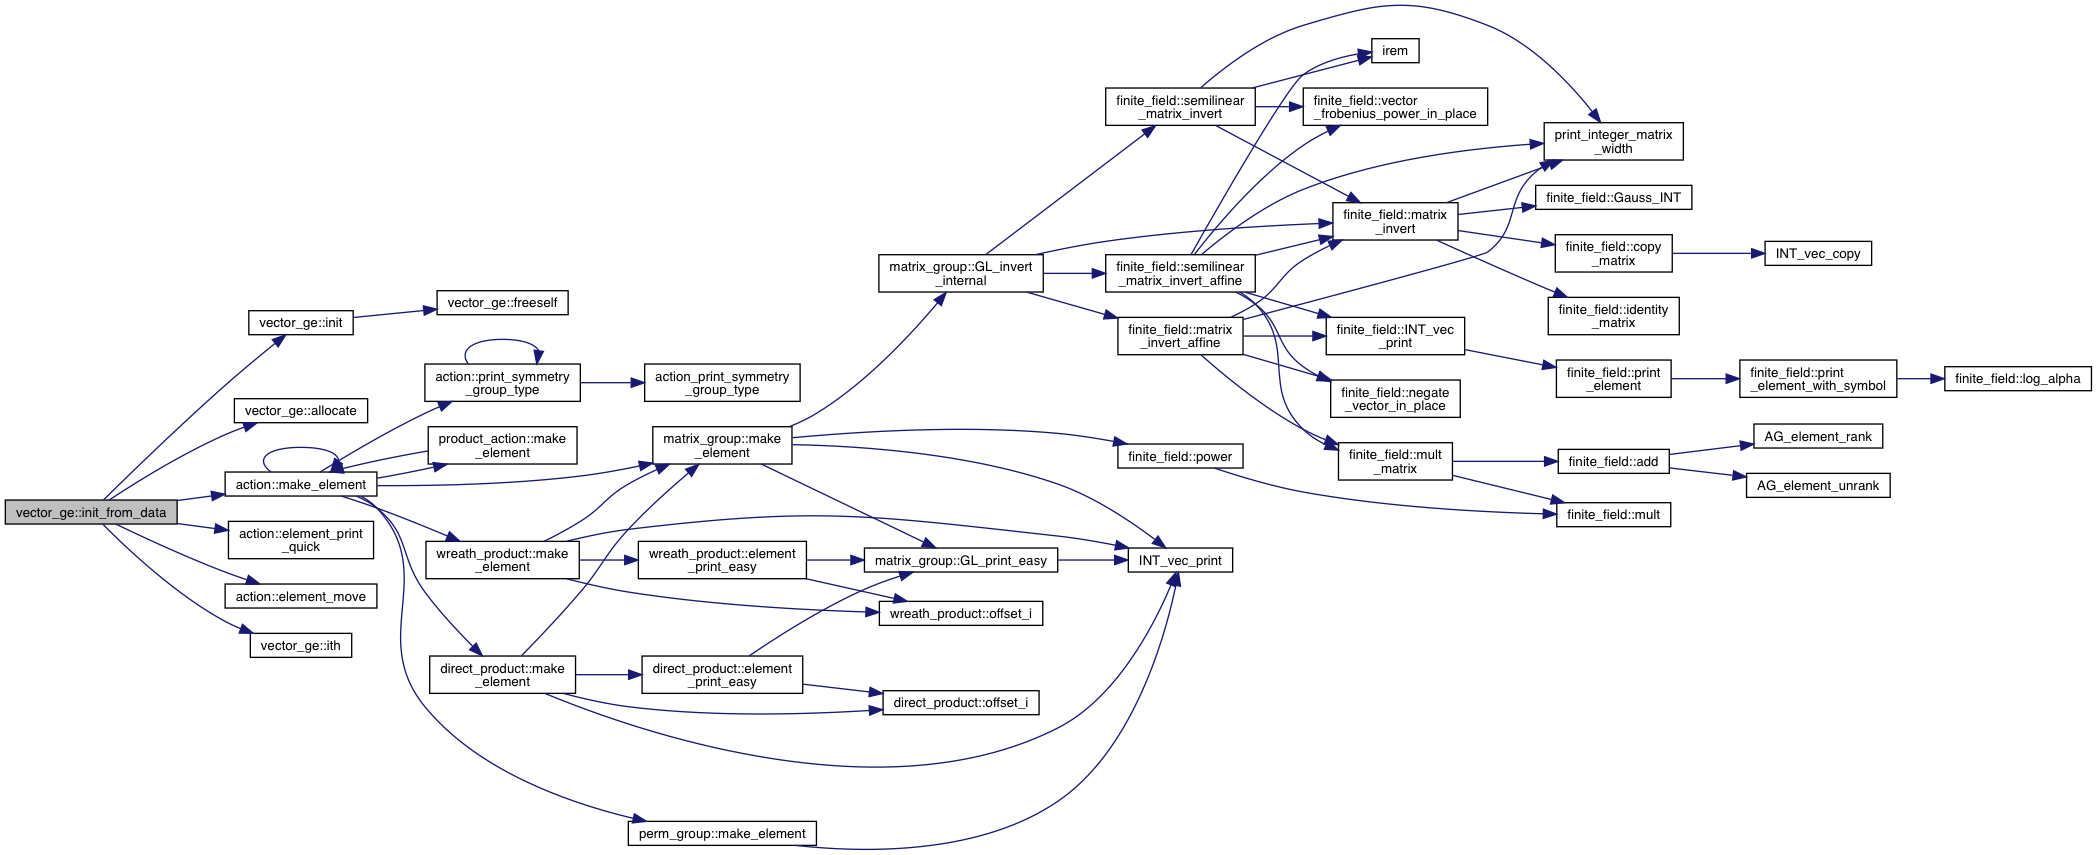 vector_ge::init_from_data
vector_ge::init
vector_ge::freeself
vector_ge::allocate
action::make_element
action::element_print
_quick
action::element_move
vector_ge::ith
action::print_symmetry
_group_type
action_print_symmetry
_group_type
product_action::make
_element
wreath_product::make
_element
direct_product::make
_element
perm_group::make_element
matrix_group::make
_element
wreath_product::element
_print_easy
direct_product::element
_print_easy
matrix_group::GL_invert
_internal
matrix_group::GL_print_easy
wreath_product::offset_i
direct_product::offset_i
finite_field::semilinear
_matrix_invert
finite_field::semilinear
_matrix_invert_affine
finite_field::matrix
_invert_affine
finite_field::power
INT_vec_print
irem
finite_field::vector
_frobenius_power_in_place
finite_field::matrix
_invert
finite_field::INT_vec
_print
finite_field::negate
_vector_in_place
finite_field::mult
_matrix
print_integer_matrix
_width
finite_field::Gauss_INT
finite_field::copy
_matrix
finite_field::identity
_matrix
finite_field::print
_element
finite_field::add
finite_field::mult
INT_vec_copy
finite_field::print
_element_with_symbol
AG_element_rank
AG_element_unrank
finite_field::log_alpha